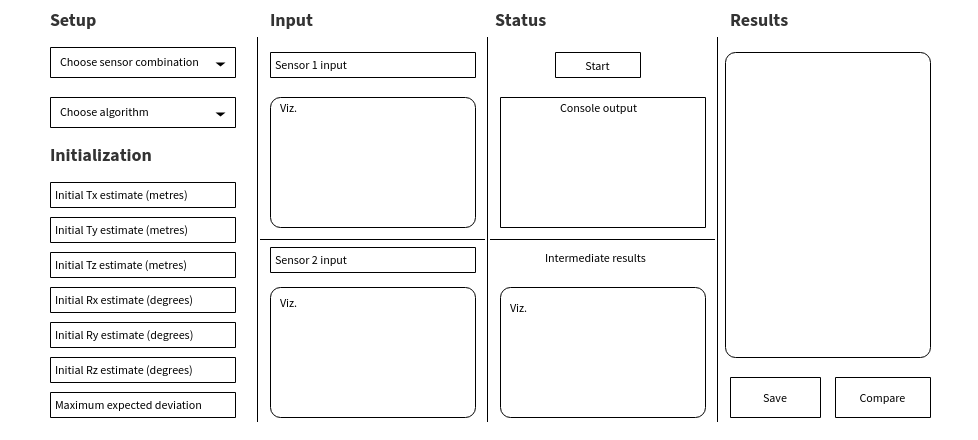 Setup
Choose sensor combination
Choose algorithm
Initialization
Initial Tx estimate (metres)
Initial Ty estimate (metres)
Initial Tz estimate (metres)
Initial Rx estimate (degrees)
Initial Ry estimate (degrees)
Initial Rz estimate (degrees)
Maximum expected deviation
Input
Sensor 1 input
Viz.
Sensor 2 input
Viz.
Status
Start
Console output
Intermediate results
Viz.
Results
Save
Compare